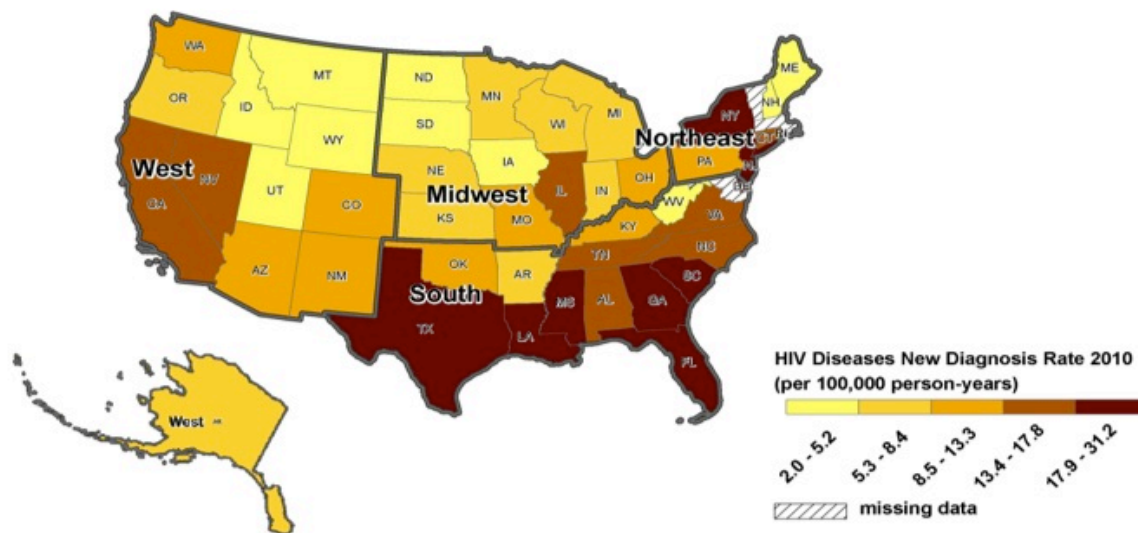 WA
MT
ND
ME
OR
ID
MN
NH
WI
MI
NY
SD
WY
Northeast
West
NV
NE
IA
PA
UT
Midwest
IL
IN
OH
CA
CO
KS
MO
WV
VA
KY
NC
TN
AZ
NM
OK
AR
SC
South
MS
AL
GA
TX
LA
FL
HIV Diseases New Diagnosis Rate 2010
(per 100,000 person-years)
West
2.0 - 5.2
5.3 - 8.4
8.5 - 13.3
13.4 - 17.8
17.9 - 31.2
missing data